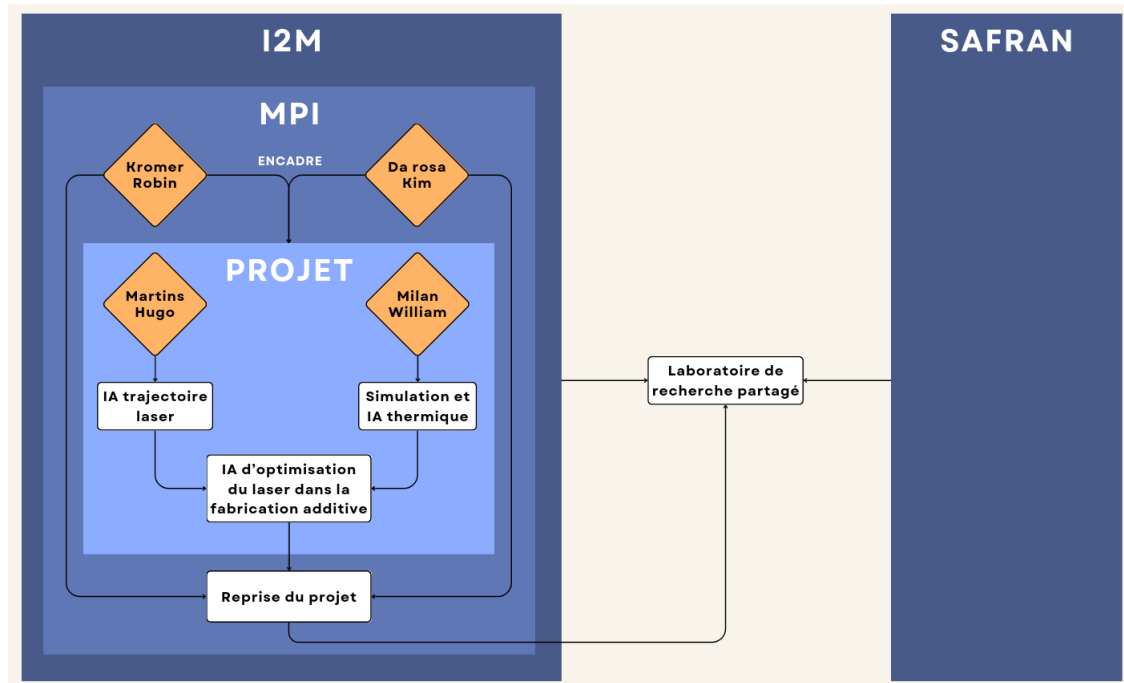 I2M
SAFRAN
MPI
ENCADRE
Kromer
Robin
Da rosa
Kim
PROJET
Martins
Hugo
Milan
William
IA trajectoire
laser
Simulation et
IA thermique
Laboratoire de
recherche partagé
IA d'optimisation
du laser dans la
fabrication additive
Reprise du projet